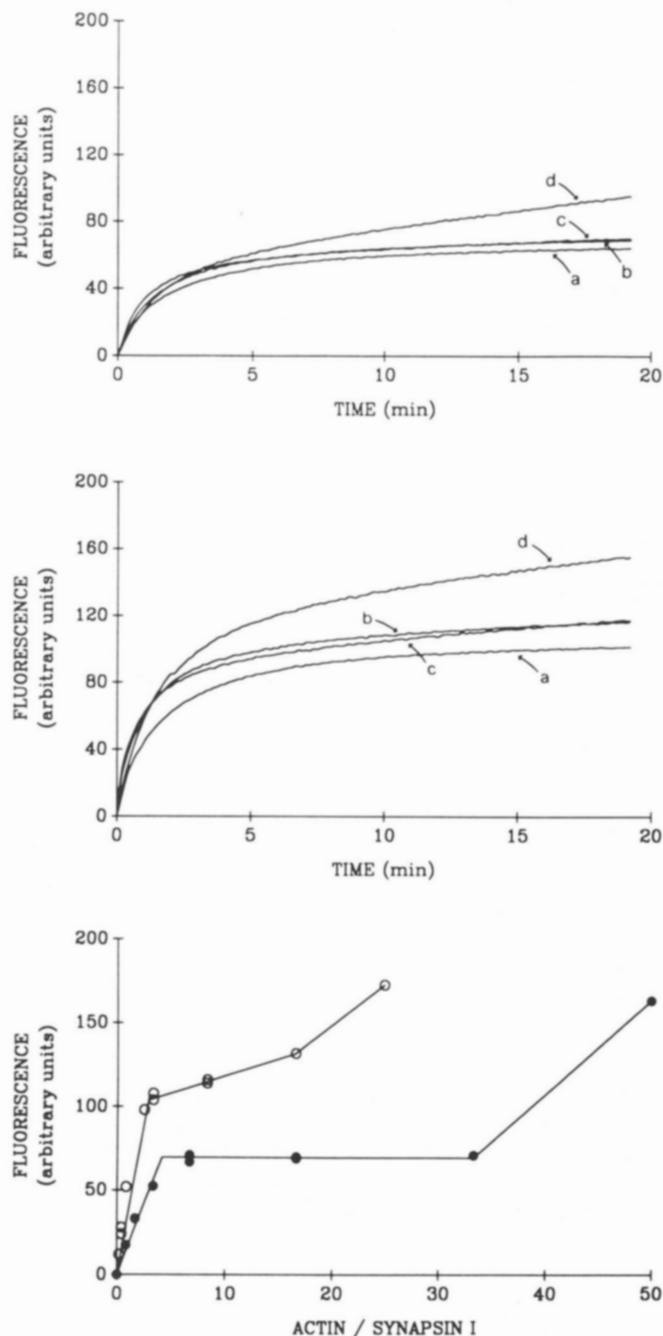 200
160
120
80
40
0
FLUORESCENCE
(arbitrary units)
d
c
b
a
0 5 10 15 20
TIME (min)
200
160
120
80
40
0
FLUORESCENCE
(arbitrary units)
d
b
c
a
0 5 10 15 20
TIME (min)
200
150
100
50
0
FLUORESCENCE
(arbitrary units)
0 10 20 30 40 50
ACTIN / SYNAPSIN I